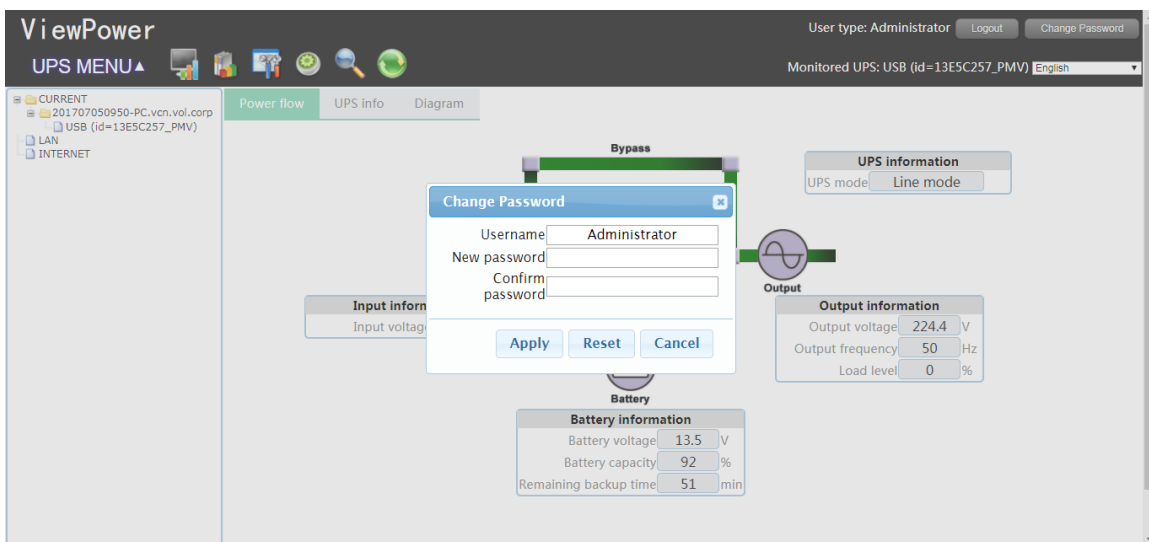 ViewPower
User type: Administrator Logout Change Password
UPS MENU▲
Monitored UPS: USB (id=13E5C257_PMV) English
CURRENT
201707050950-PC.vcn.vol.corp
USB (id=13E5C257_PMV)
LAN
INTERNET
Power flow UPS info Diagram
Bypass
UPS information
UPS mode Line mode
Change Password
Username Administrator
New password
Confirm
password
Apply Reset Cancel
Output
Input inform
Input voltag
Output information
Output voltage 224.4 V
Output frequency 50 Hz
Load level 0 %
Battery
Battery information
Battery voltage 13.5 V
Battery capacity 92 %
Remaining backup time 51 min